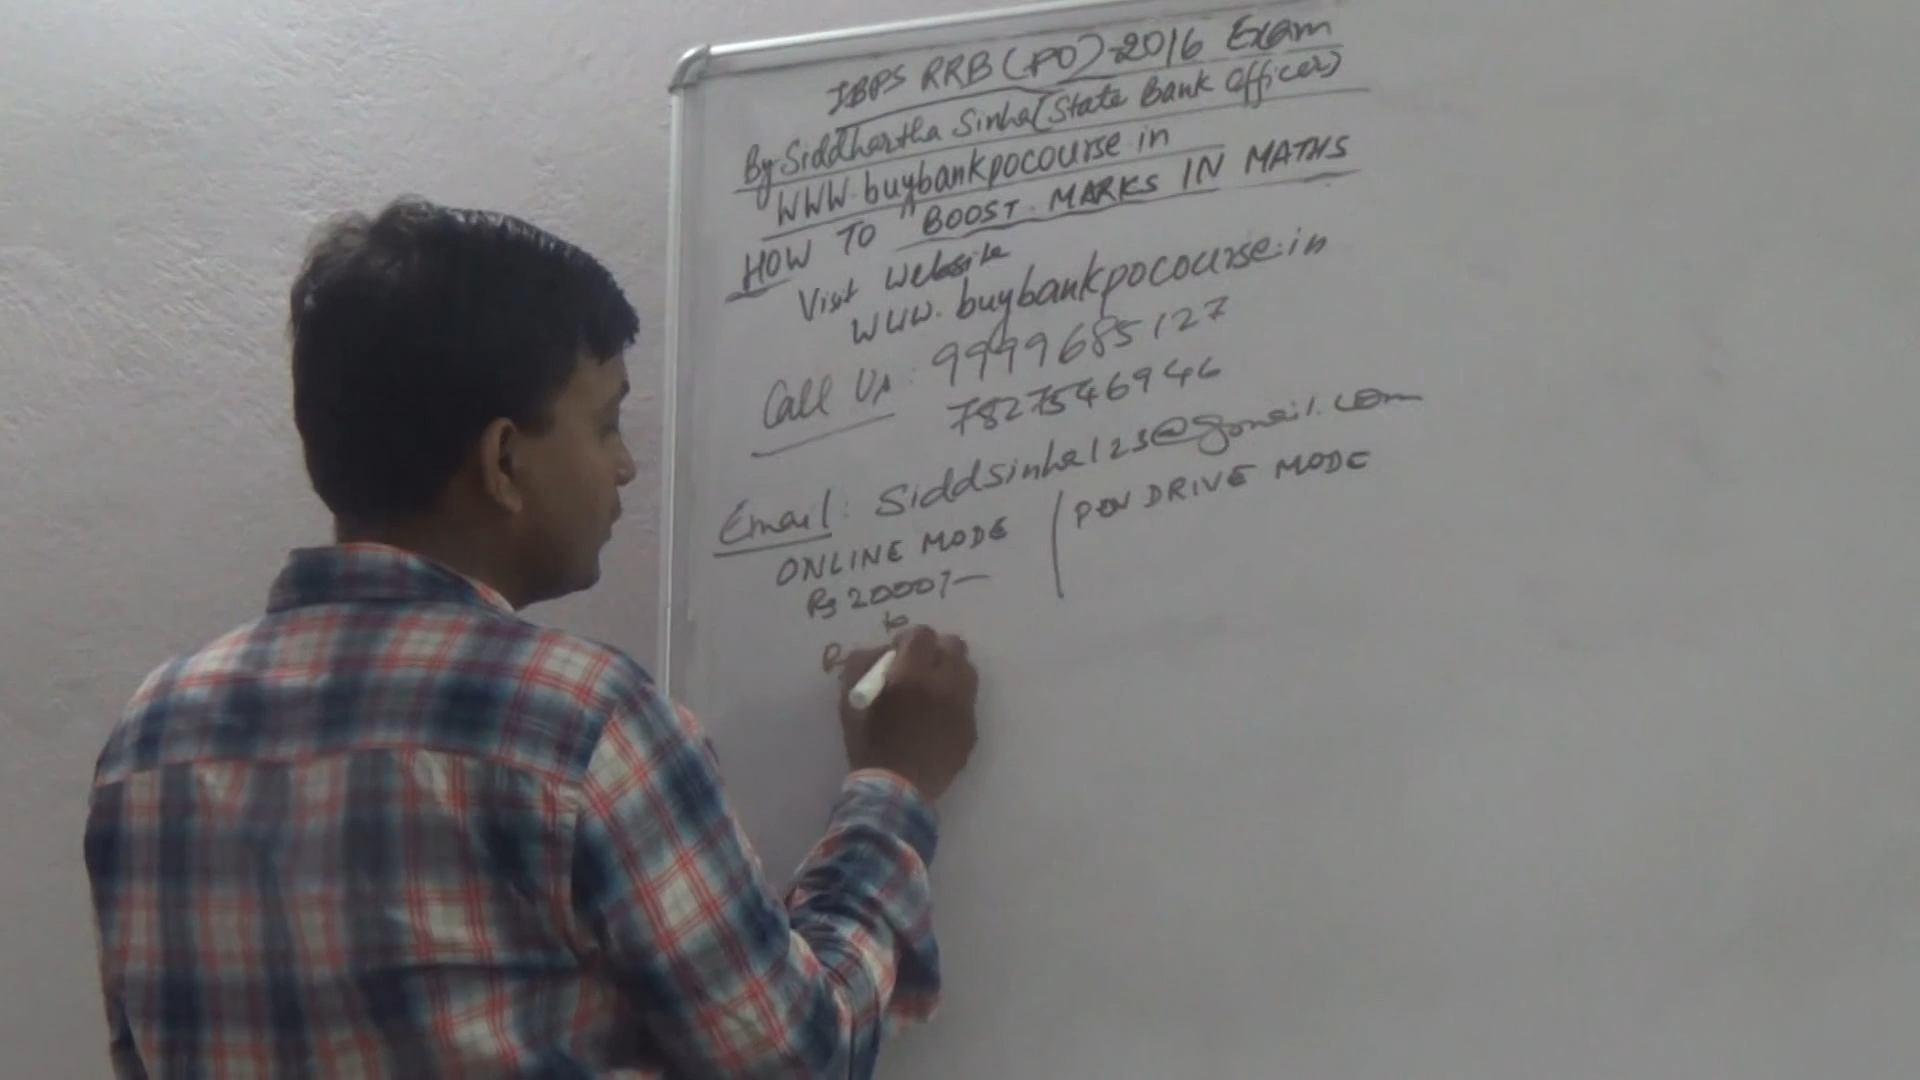 IBPS RRB (PO)-2016 Exam
By Siddhartha Sinha (State Bank Officer)
WWW.buybankpocourse.in
HOW TO BOOST MARKS IN MATHS
Visit Website
www.buybankpocourse.in
Call Us: 9999685127
7827546946
Email: Siddsinha123@gmail.com
ONLINE MODE | PEN DRIVE MODE
Rs 2000/-
to
R